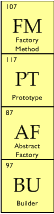 107
FM
Factory
Method
117
PT
Prototype
87
AF
Abstract
Factory
97
BU
Builder